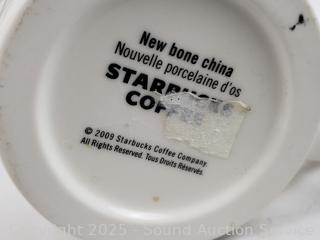 New bone china
Nouvelle porcelaine d'os
STARBUCKS
COFFEE
© 2009 Starbucks Coffee Company.
All Rights Reserved. Tous Droits Réservés.
Copyright 2025 - Sound Auction Service